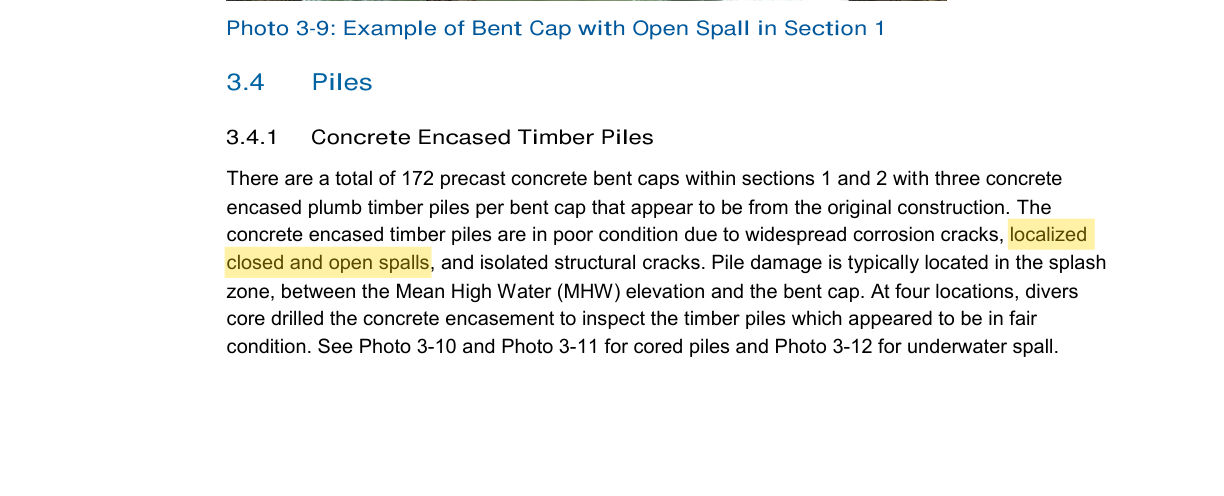 Photo 3-9: Example of Bent Cap with Open Spall in Section 1
3.4 Piles
3.4.1 Concrete Encased Timber Piles
There are a total of 172 precast concrete bent caps within sections 1 and 2 with three concrete
encased plumb timber piles per bent cap that appear to be from the original construction. The
concrete encased timber piles are in poor condition due to widespread corrosion cracks, localized
closed and open spalls, and isolated structural cracks. Pile damage is typically located in the splash
zone, between the Mean High Water (MHW) elevation and the bent cap. At four locations, divers
core drilled the concrete encasement to inspect the timber piles which appeared to be in fair
condition. See Photo 3-10 and Photo 3-11 for cored piles and Photo 3-12 for underwater spall.